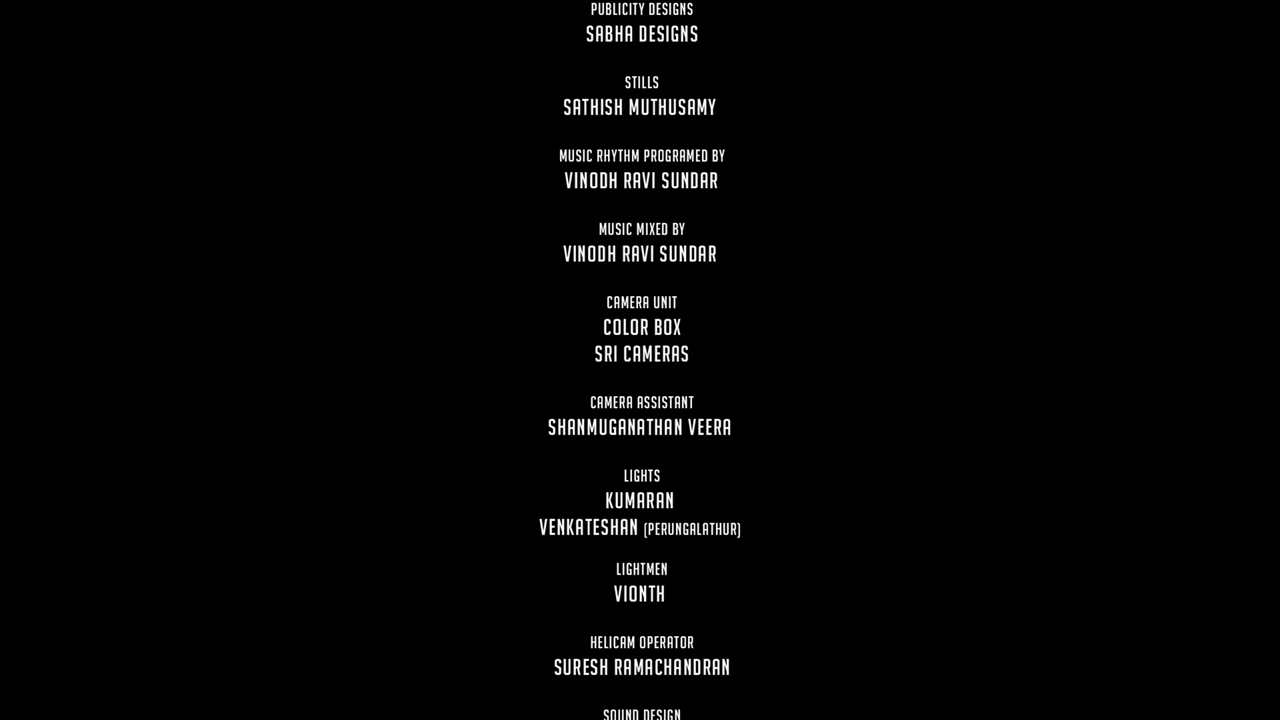 PUBLICITY DESIGNS
SABHA DESIGNS
STILLS
SATHISH MUTHUSAMY
MUSIC RHYTHM PROGRAMED BY
VINODH RAVI SUNDAR
MUSIC MIXED BY
VINODH RAVI SUNDAR
CAMERA UNIT
COLOR BOX
SRI CAMERAS
CAMERA ASSISTANT
SHANMUGANATHAN VEERA
LIGHTS
KUMARAN
VENKATESHAN (PERUNGALATHUR)
LIGHTMEN
VIONTH
HELICAM OPERATOR
SURESH RAMACHANDRAN
SOUND DESIGN